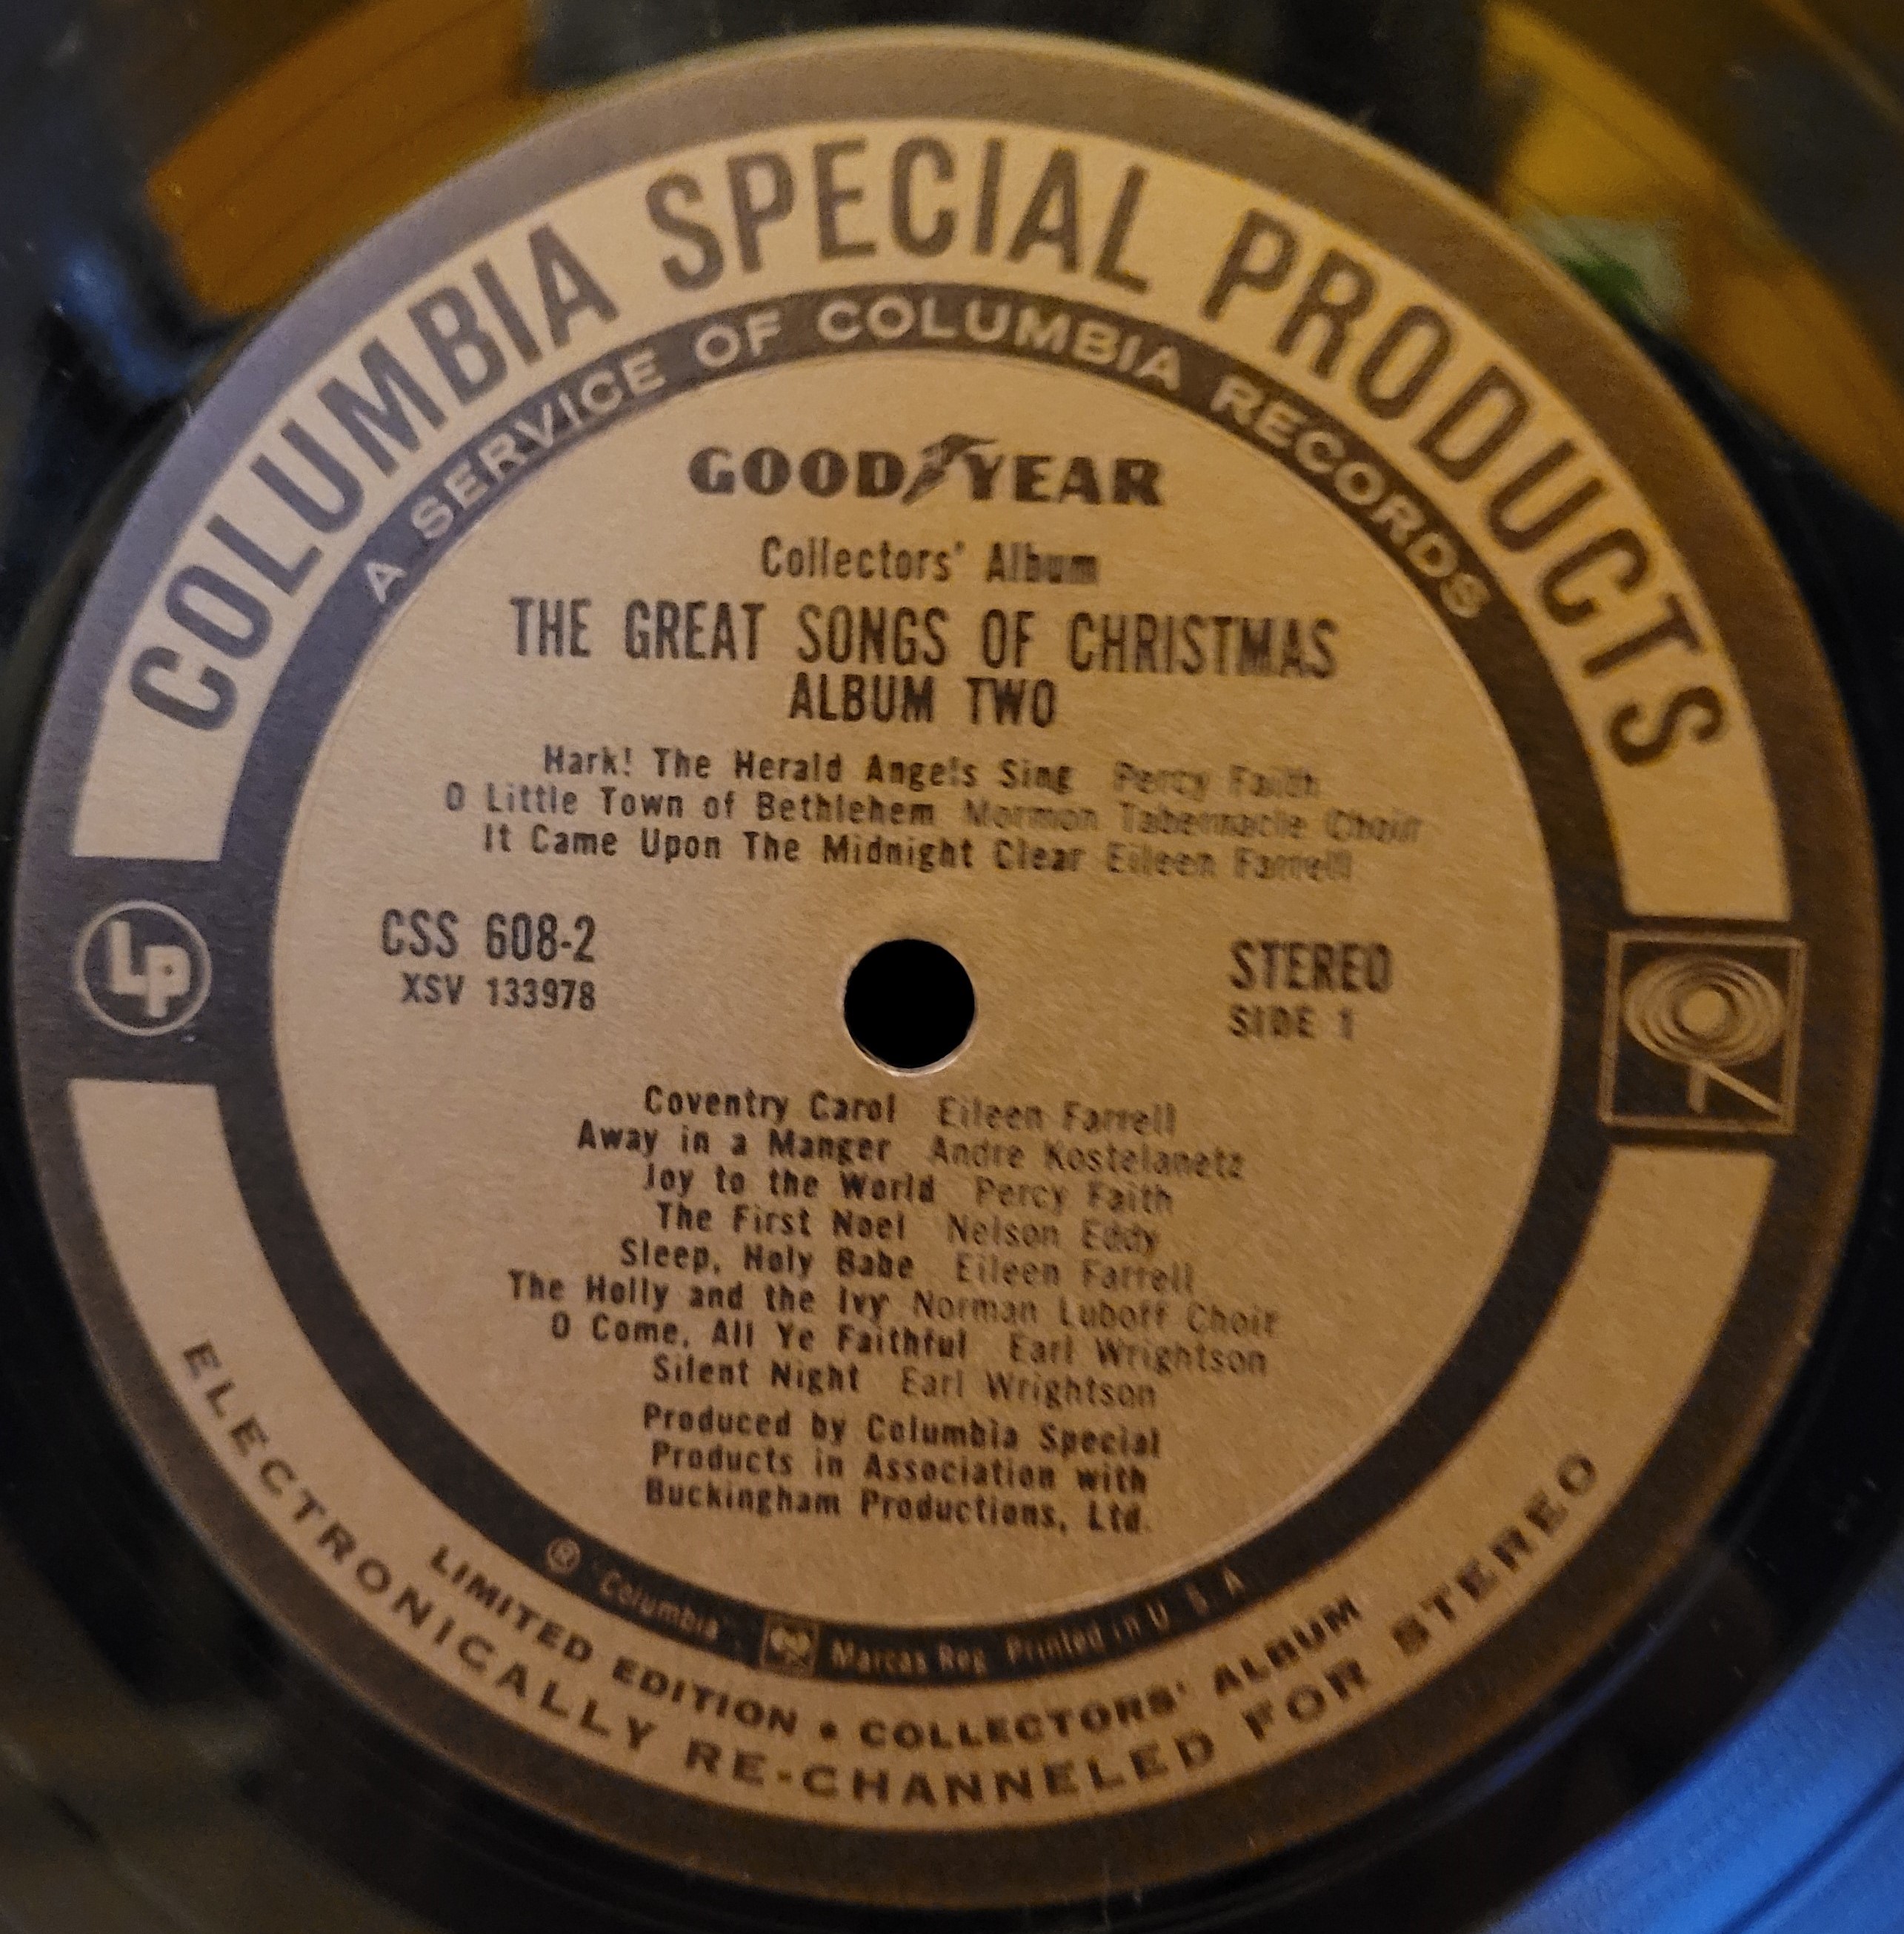 COLUMBIA SPECIAL PRODUCTS
A SERVICE OF COLUMBIA RECORDS
GOODYEAR
Collectors' Album
THE GREAT SONGS OF CHRISTMAS
ALBUM TWO
Hark! The Herald Angels Sing Percy Faith
O Little Town of Bethlehem Mormon Tabernacle Choir
It Came Upon The Midnight Clear Eileen Farrell
LP
CSS 608-2
XSV 133978
STEREO
SIDE 1
Coventry Carol Eileen Farrell
Away in a Manger Andre Kostelanetz
Joy to the World Percy Faith
The First Noel Nelson Eddy
Sleep, Holy Babe Eileen Farrell
The Holly and the Ivy Norman Luboff Choir
O Come, All Ye Faithful Earl Wrightson
Silent Night Earl Wrightson
Produced by Columbia Special
Products in Association with
Buckingham Productions, Ltd.
® "Columbia", Marcas Reg. Printed in U. S. A.
LIMITED EDITION • COLLECTORS' ALBUM
ELECTRONICALLY RE-CHANNELED FOR STEREO